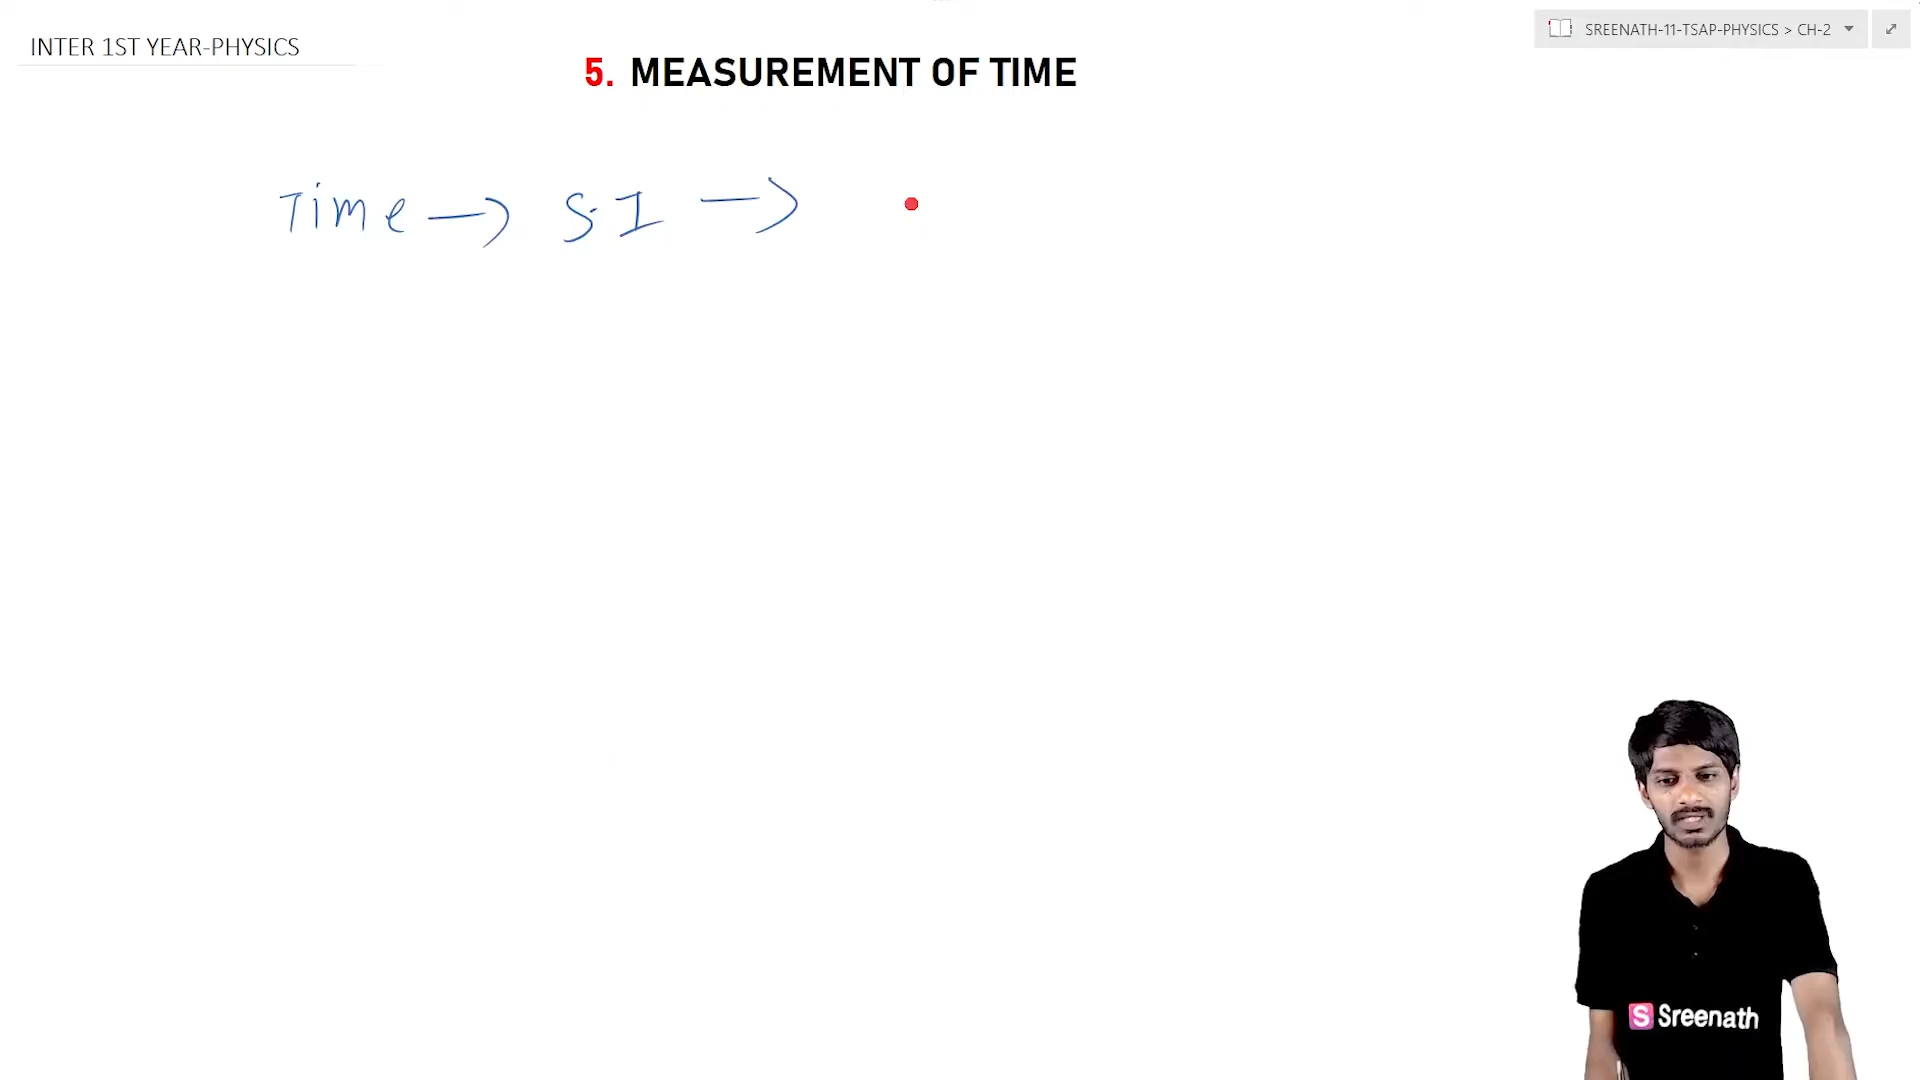 INTER 1ST YEAR-PHYSICS
SREENATH-11-TSAP-PHYSICS > CH-2
5. MEASUREMENT OF TIME
Time → S.I →
S Sreenath